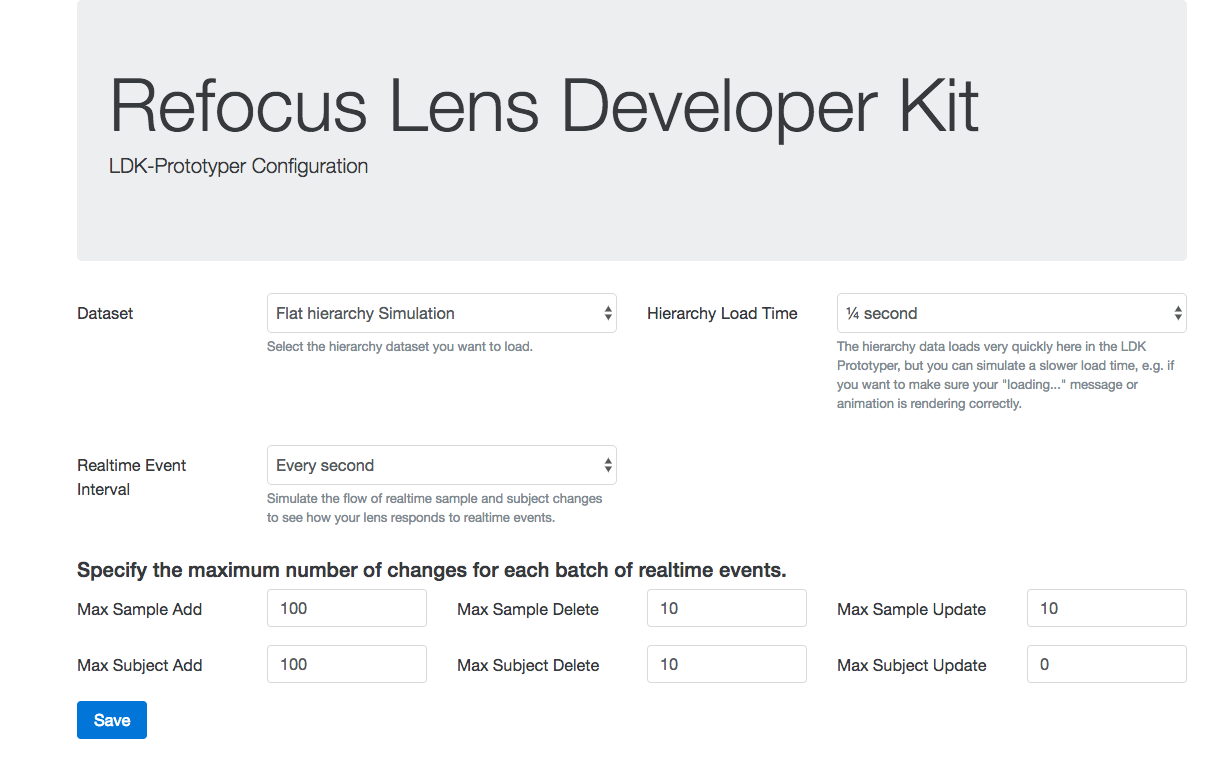 Refocus Lens Developer Kit
LDK-Prototyper Configuration
Dataset
Flat hierarchy Simulation
Select the hierarchy dataset you want to load.
Hierarchy Load Time
¼ second
The hierarchy data loads very quickly here in the LDK
Prototyper, but you can simulate a slower load time, e.g. if
you want to make sure your "loading..." message or
animation is rendering correctly.
Realtime Event
Interval
Every second
Simulate the flow of realtime sample and subject changes
to see how your lens responds to realtime events.
Specify the maximum number of changes for each batch of realtime events.
Max Sample Add 100 Max Sample Delete 10 Max Sample Update 10
Max Subject Add 100 Max Subject Delete 10 Max Subject Update 0
Save